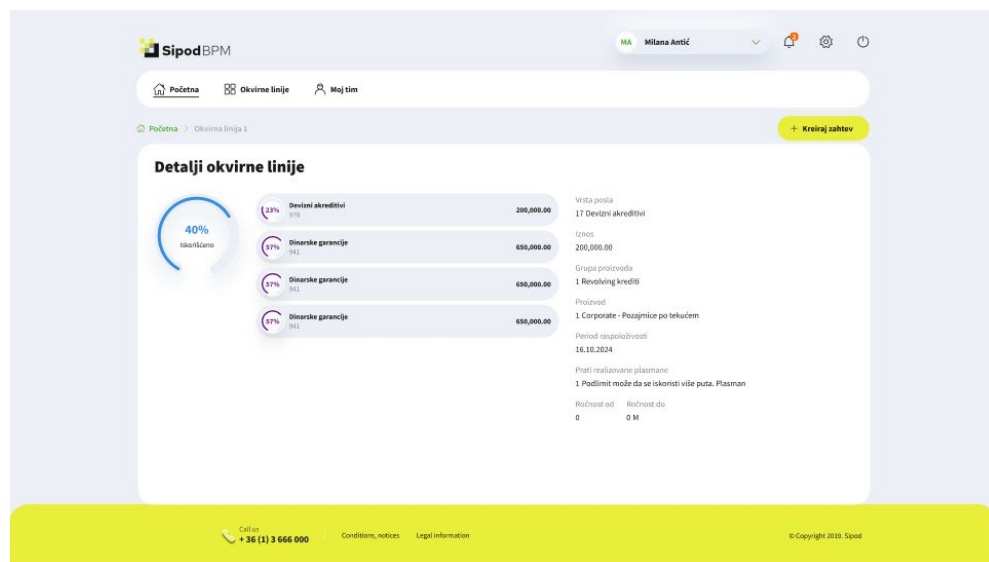 Sipod BPM
MA Milana Antić
2
Početna
Okvirne linije
Moj tim
Početna > Okvirna linija 1
+ Kreiraj zahtev
Detalji okvirne linije
40%
Iskorišćeno
23%
Devizni akreditivi
978
200,000.00
57%
Dinarske garancije
941
650,000.00
57%
Dinarske garancije
941
650,000.00
57%
Dinarske garancije
941
650,000.00
Vrsta posla
17 Devizni akreditivi
Iznos
200,000.00
Grupa proizvoda
1 Revolving krediti
Proizvod
1 Corporate - Pozajmice po tekućem
Period raspoloživosti
16.10.2024
Prati realizovane plasmane
1 Podlimit može da se iskoristi više puta. Plasman
Ročnost od Ročnost do
0 0 M
Call us
+ 36 (1) 3 666 000
Conditions, notices
Legal information
© Copyright 2019. Sipod